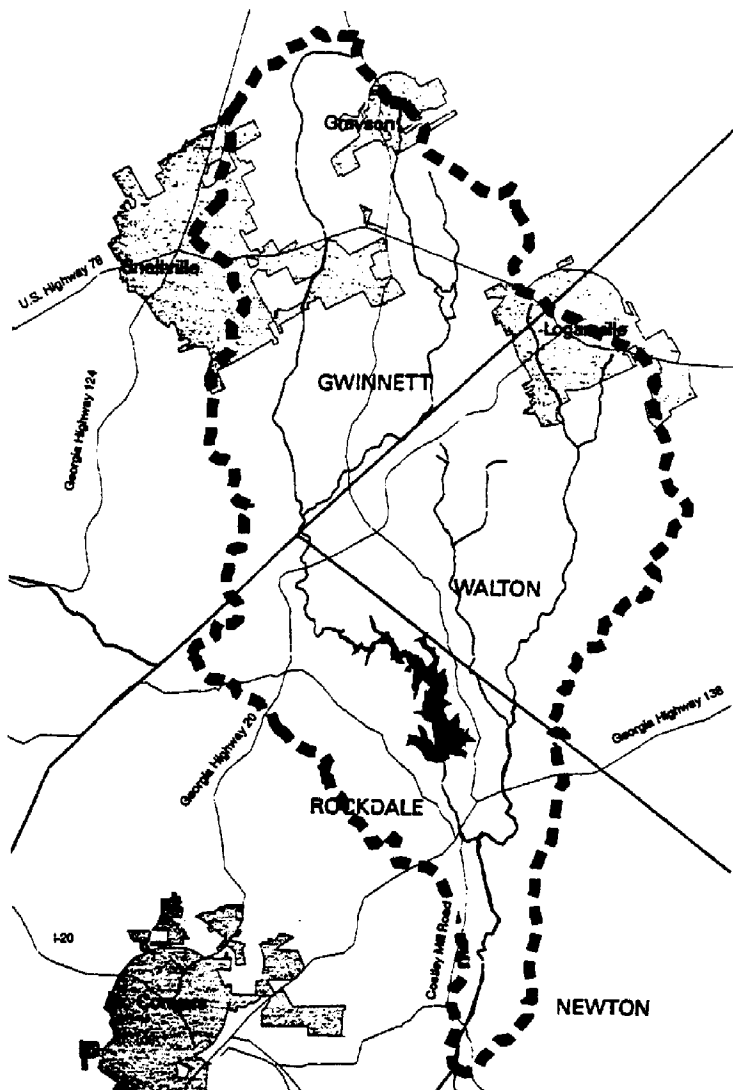 Grayson
Snellville
U.S. Highway 78
Loganville
GWINNETT
Georgia Highway 124
WALTON
Georgia Highway 138
Georgia Highway 20
ROCKDALE
I-20
Costley Mill Road
Conyers
NEWTON